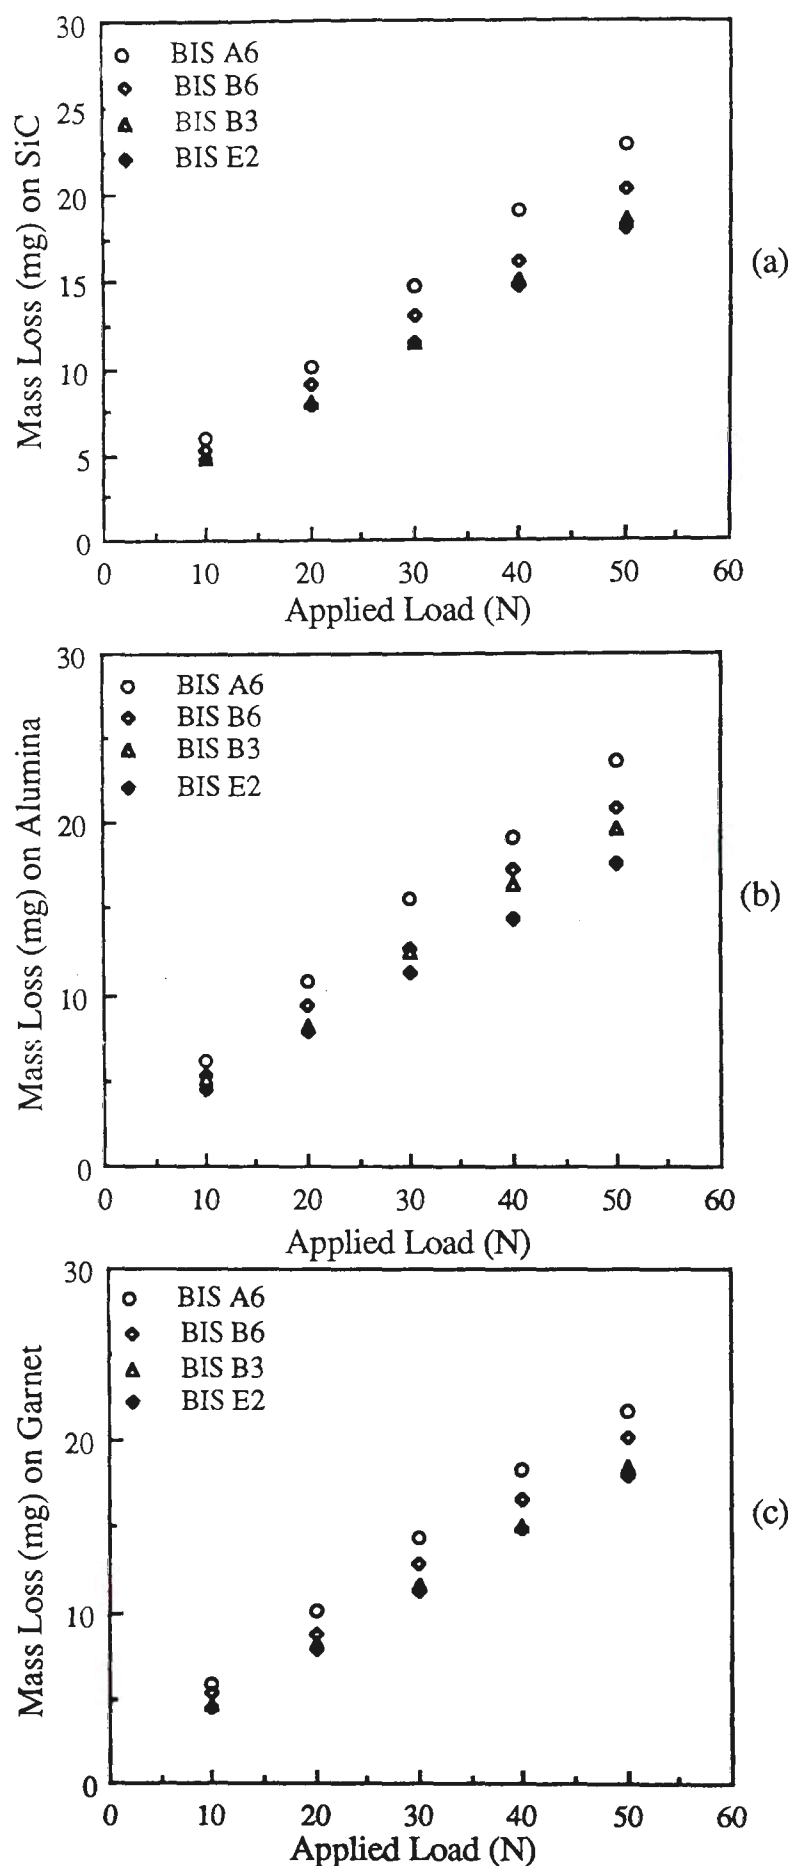 30
BIS A6
BIS B6
25
BIS B3
BIS E2
20
15
10
5
0
Mass Loss (mg) on SiC
(a)
0 10 20 30 40 50 60
Applied Load (N)
30
BIS A6
BIS B6
BIS B3
BIS E2
20
10
0
Mass Loss (mg) on Alumina
(b)
0 10 20 30 40 50 60
Applied Load (N)
30
BIS A6
BIS B6
BIS B3
BIS E2
20
10
0
Mass Loss (mg) on Garnet
(c)
0 10 20 30 40 50 60
Applied Load (N)